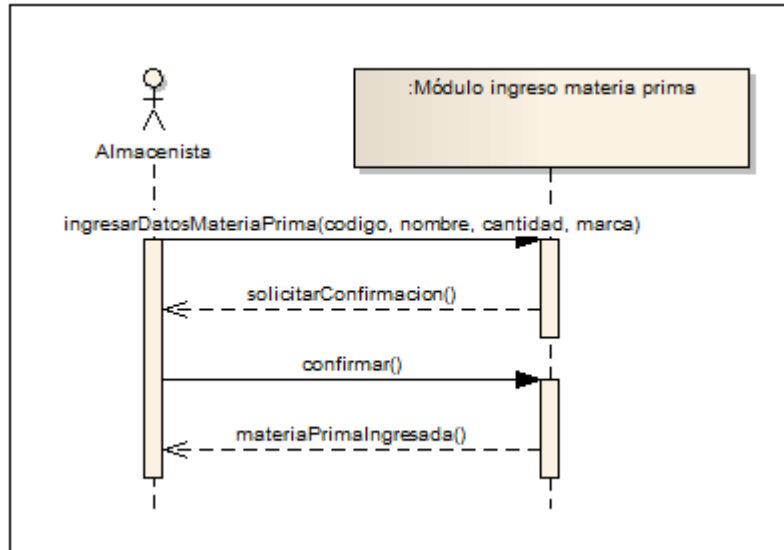 :Módulo ingreso materia prima
Almacenista
ingresarDatosMateriaPrima(codigo, nombre, cantidad, marca)
solicitarConfirmacion()
confirmar()
materiaPrimaIngresada()